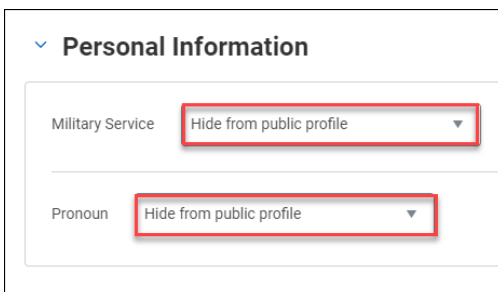 Personal Information
Military Service Hide from public profile
Pronoun Hide from public profile